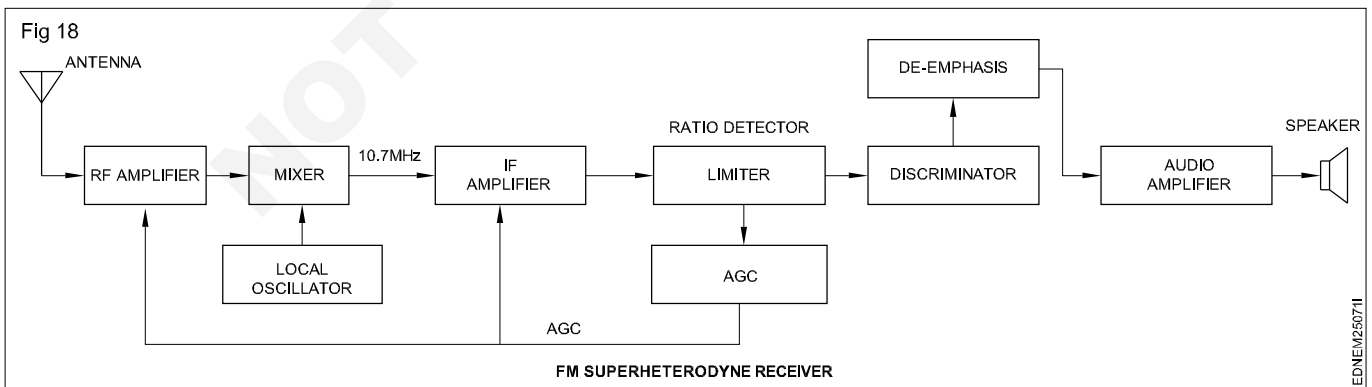 Fig 18
ANTENNA
RF AMPLIFIER
MIXER
10.7MHz
LOCAL
OSCILLATOR
IF
AMPLIFIER
RATIO DETECTOR
LIMITER
AGC
DISCRIMINATOR
DE-EMPHASIS
AUDIO
AMPLIFIER
SPEAKER
AGC
FM SUPERHETERODYNE RECEIVER
EDNEM25071I
NOT